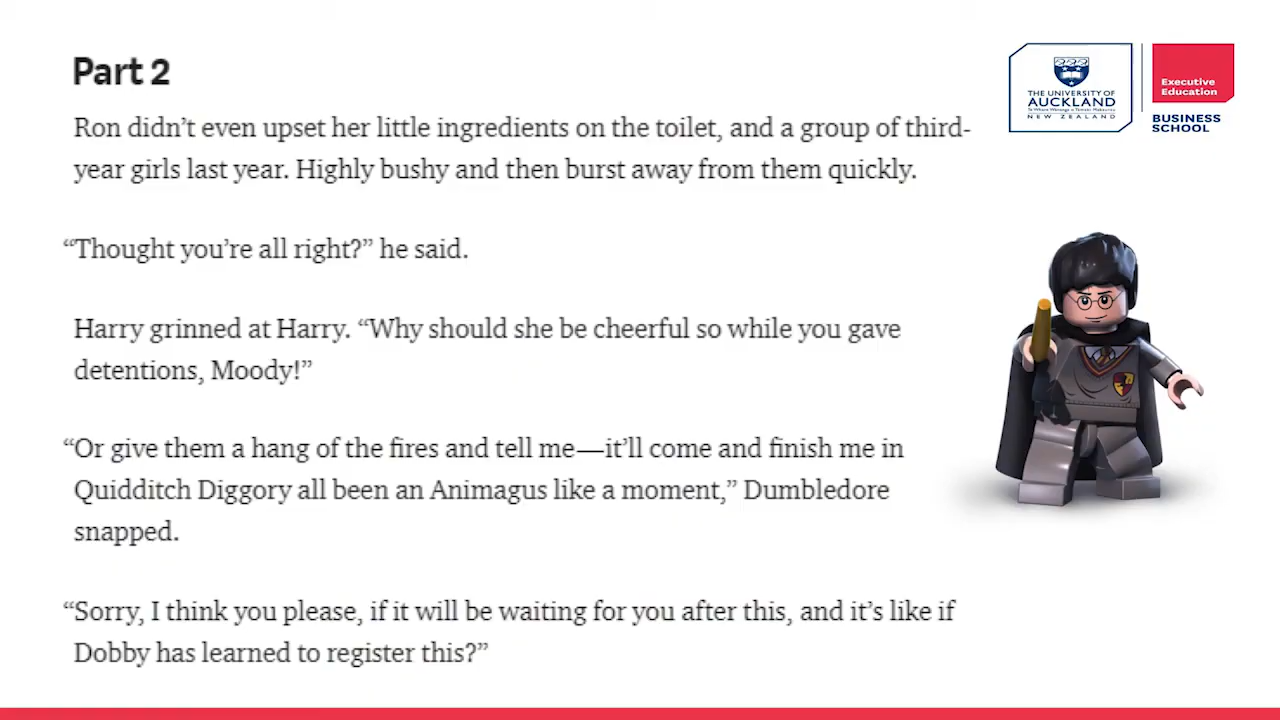 Part 2
Ron didn’t even upset her little ingredients on the toilet, and a group of third-
year girls last year. Highly bushy and then burst away from them quickly.
“Thought you’re all right?” he said.
Harry grinned at Harry. “Why should she be cheerful so while you gave
detentions, Moody!”
“Or give them a hang of the fires and tell me—it’ll come and finish me in
Quidditch Diggory all been an Animagus like a moment,” Dumbledore
snapped.
“Sorry, I think you please, if it will be waiting for you after this, and it’s like if
Dobby has learned to register this?”
THE UNIVERSITY OF
AUCKLAND
NEW ZEALAND
Executive
Education
BUSINESS
SCHOOL